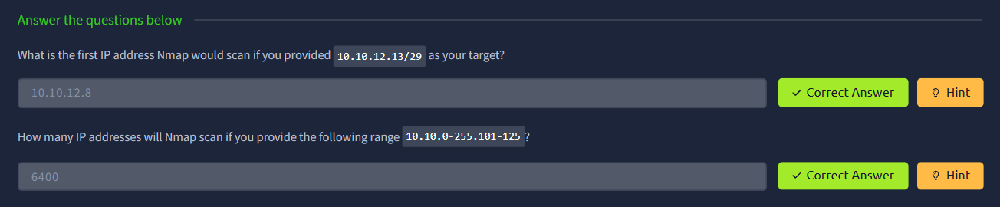 Answer the questions below
What is the first IP address Nmap would scan if you provided 10.10.12.13/29 as your target?
10.10.12.8 Correct Answer Hint
How many IP addresses will Nmap scan if you provide the following range 10.10.0-255.101-125 ?
6400 Correct Answer Hint